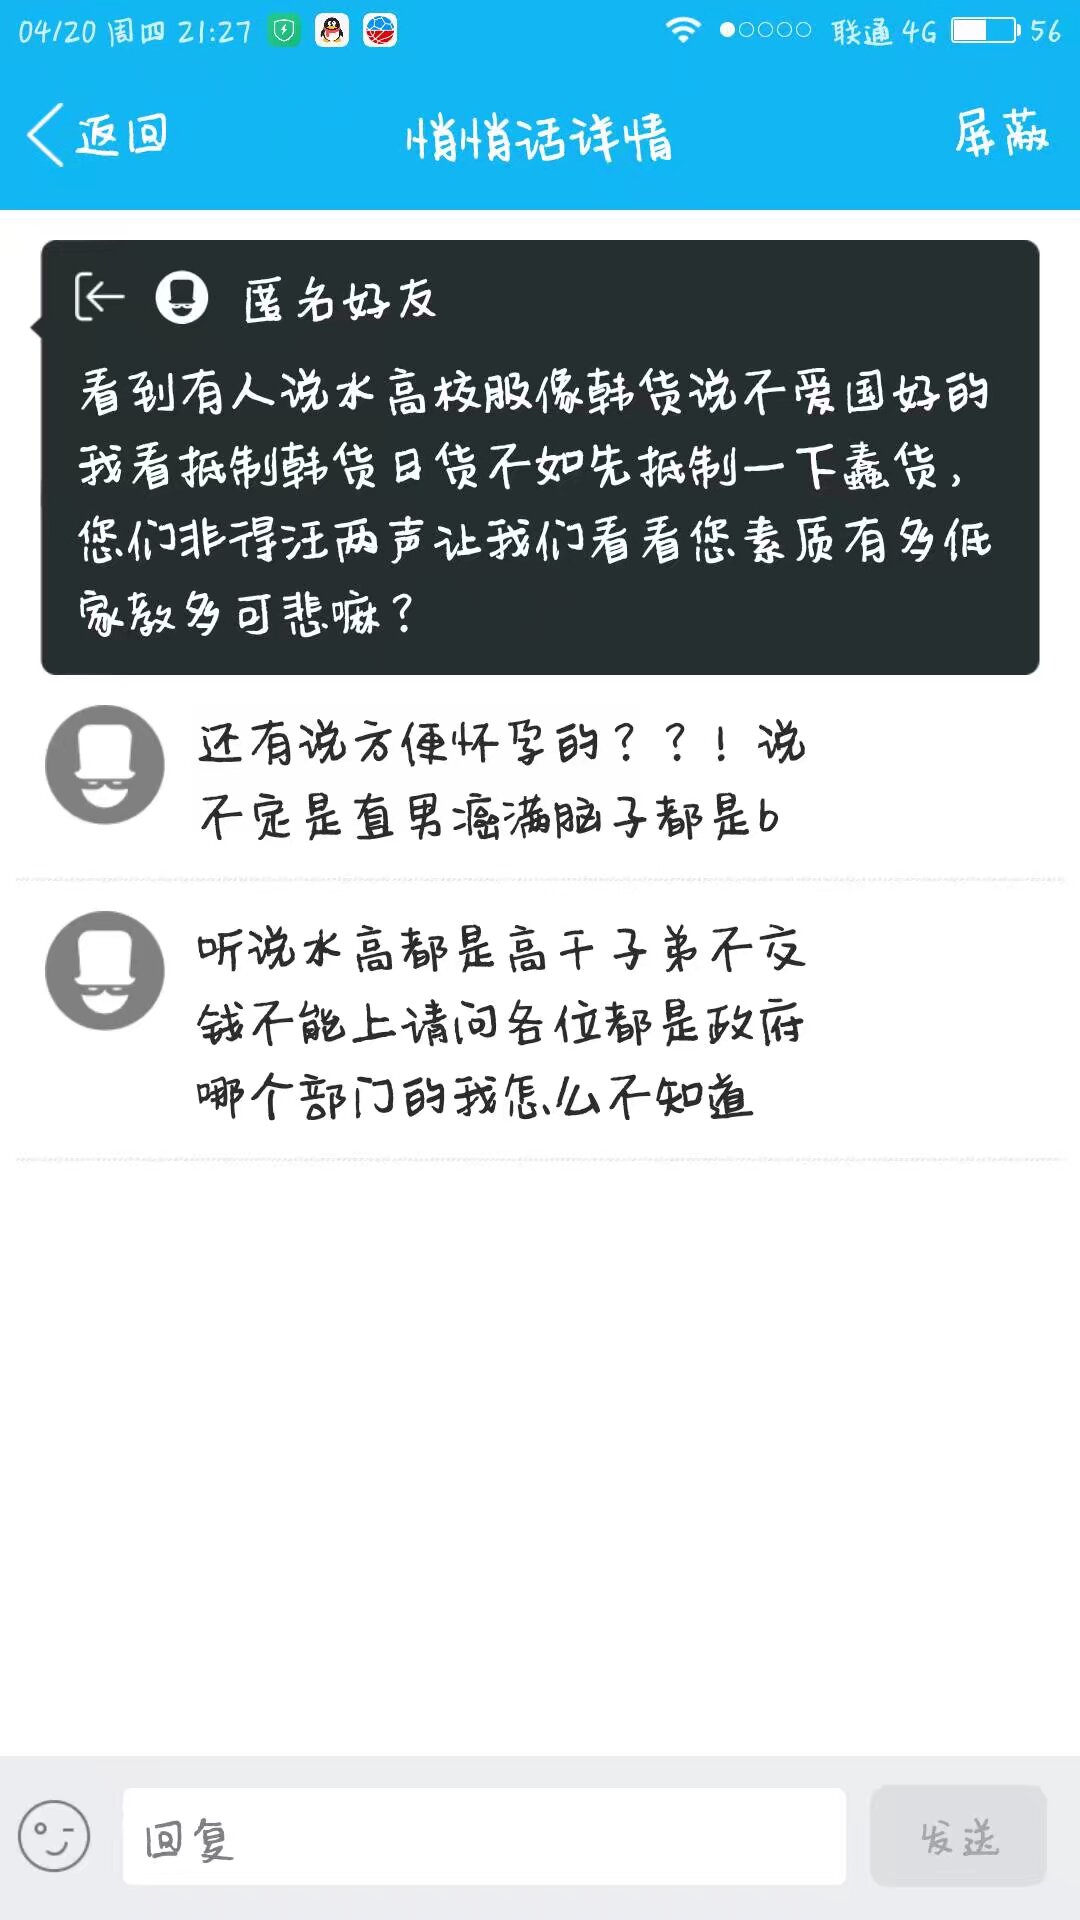 04/20 周四 21:27 联通 4G 56
返回 悄悄话详情 屏蔽
匿名好友
看到有人说水高校服像韩货说不爱国好的
我看抵制韩货日货不如先抵制一下蠢货，
您们非得汪两声让我们看看您素质有多低
家教多可悲嘛？
还有说方便怀孕的？？！说
不定是直男癌满脑子都是b
听说水高都是高干子弟不交
钱不能上请问各位都是政府
哪个部门的我怎么不知道
回复 发送